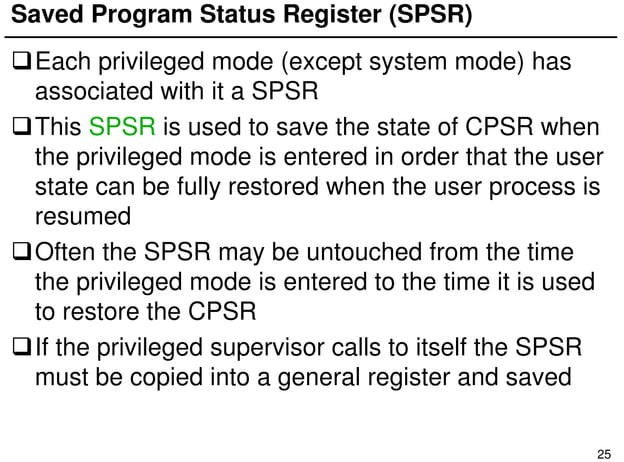 Saved Program Status Register (SPSR)
❑Each privileged mode (except system mode) has
associated with it a SPSR
❑This SPSR is used to save the state of CPSR when
the privileged mode is entered in order that the user
state can be fully restored when the user process is
resumed
❑Often the SPSR may be untouched from the time
the privileged mode is entered to the time it is used
to restore the CPSR
❑If the privileged supervisor calls to itself the SPSR
must be copied into a general register and saved
25